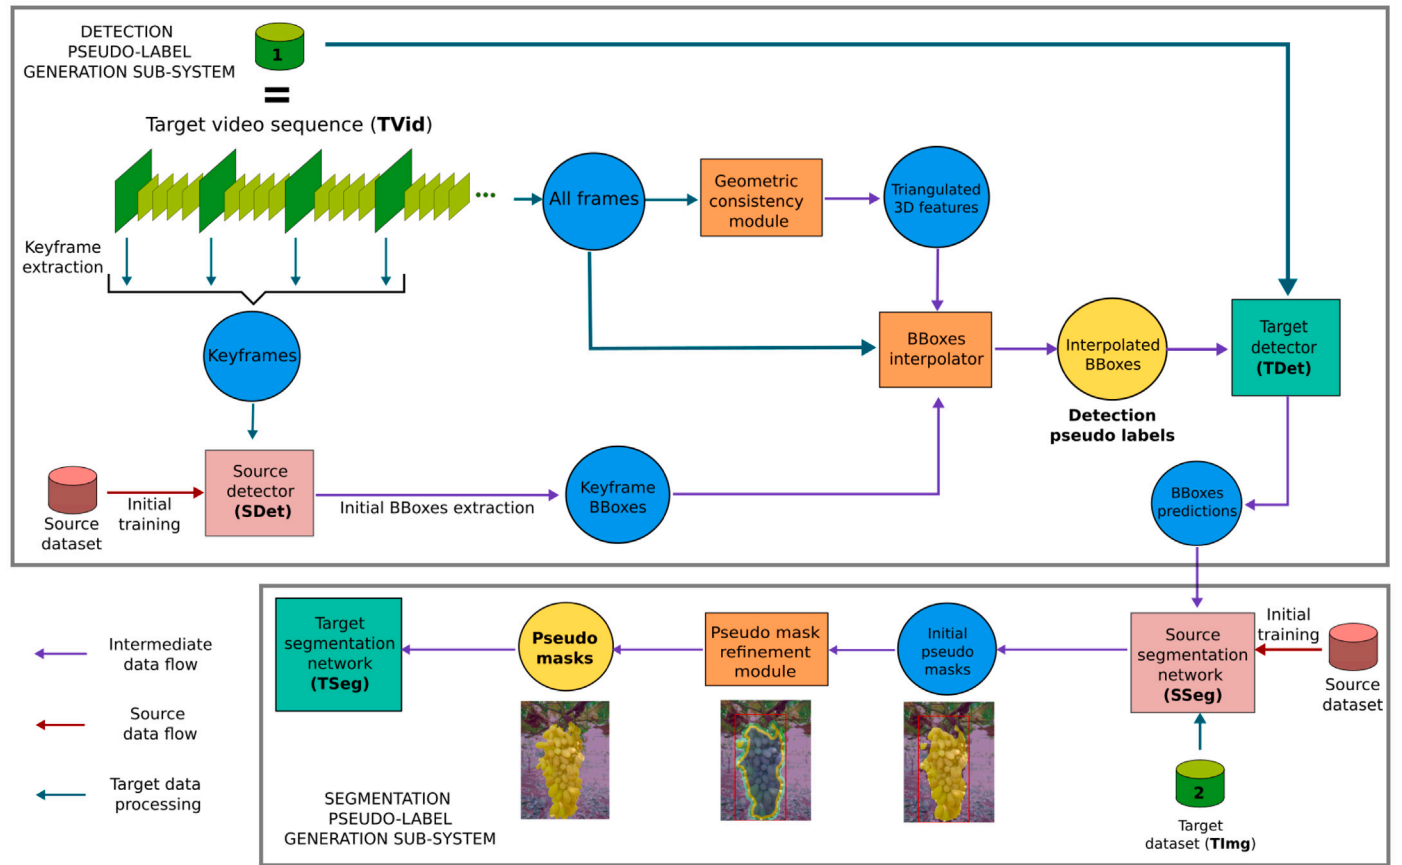 DETECTION
PSEUDO-LABEL
GENERATION SUB-SYSTEM
1
=
Target video sequence (TVid)
...
Keyframe
extraction
All frames
Geometric
consistency
module
Triangulated
3D features
Keyframes
BBoxes
interpolator
Interpolated
BBoxes
Detection
pseudo labels
Target
detector
(TDet)
Source
dataset
Initial
training
Source
detector
(SDet)
Initial BBoxes extraction
Keyframe
BBoxes
BBoxes
predictions
Intermediate
data flow
Source
data flow
Target data
processing
Target
segmentation
network
(TSeg)
Pseudo
masks
Pseudo mask
refinement
module
Initial
pseudo
masks
Source
segmentation
network
(SSeg)
Initial
training
Source
dataset
2
Target
dataset (TImg)
SEGMENTATION
PSEUDO-LABEL
GENERATION SUB-SYSTEM